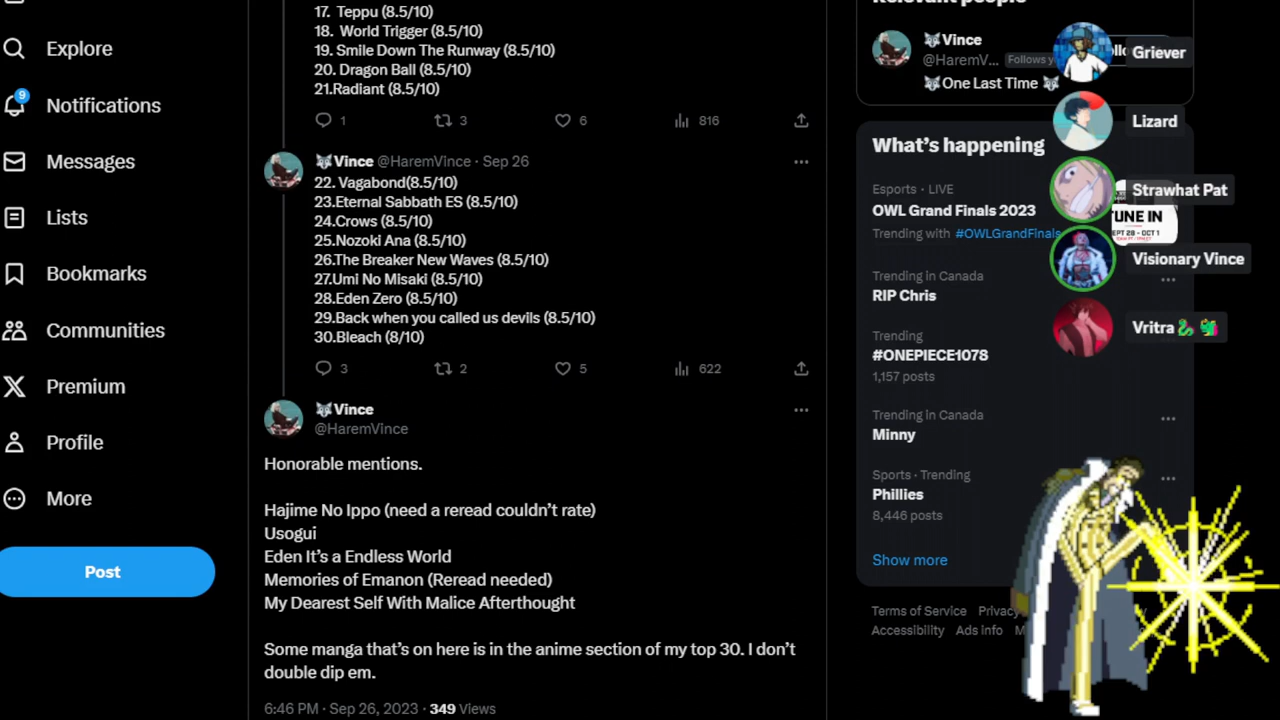 Explore
Notifications
9
Messages
Lists
Bookmarks
Communities
Premium
Profile
More
Post
17. Teppu (8.5/10)
18. World Trigger (8.5/10)
19. Smile Down The Runway (8.5/10)
20. Dragon Ball (8.5/10)
21.Radiant (8.5/10)
1 3 6 816
🐺Vince @HaremVince · Sep 26
22. Vagabond(8.5/10)
23.Eternal Sabbath ES (8.5/10)
24.Crows (8.5/10)
25.Nozoki Ana (8.5/10)
26.The Breaker New Waves (8.5/10)
27.Umi No Misaki (8.5/10)
28.Eden Zero (8.5/10)
29.Back when you called us devils (8.5/10)
30.Bleach (8/10)
3 2 5 622
🐺Vince
@HaremVince
Honorable mentions.
Hajime No Ippo (need a reread couldn't rate)
Usogui
Eden It's a Endless World
Memories of Emanon (Reread needed)
My Dearest Self With Malice Afterthought
Some manga that's on here is in the anime section of my top 30. I don't
double dip em.
6:46 PM · Sep 26, 2023 · 349 Views
Relevant people
🐺Vince
@HaremV... Follows y
🐺One Last Time 🐺
What's happening
Esports · LIVE
OWL Grand Finals 2023
Trending with #OWLGrandFinals
TUNE IN
SEPT 28 - OCT 1
Trending in Canada
RIP Chris
Trending
#ONEPIECE1078
1,157 posts
Trending in Canada
Minny
Sports · Trending
Phillies
8,446 posts
Show more
Terms of Service Privacy
Accessibility Ads info M
Griever
Lizard
Strawhat Pat
Visionary Vince
Vritra🐍 🐲